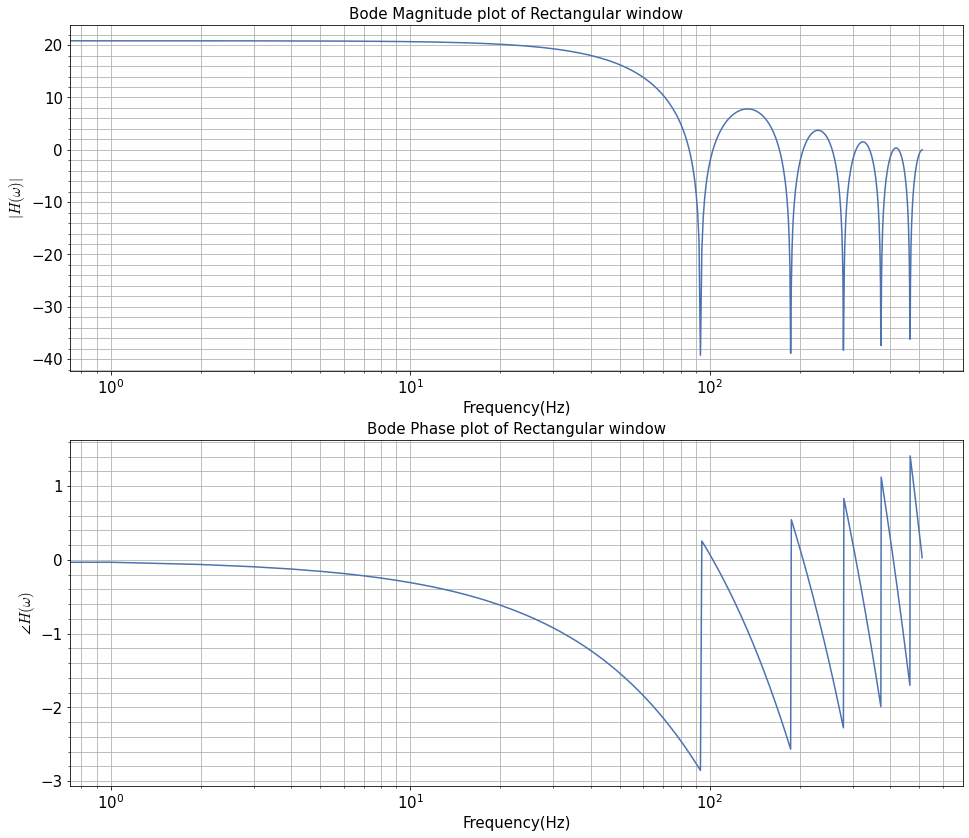 Bode Magnitude plot of Rectangular window
20
10
0
−10
−20
−30
−40
|H(ω)|
10⁰ 10¹ 10²
Frequency(Hz)
Bode Phase plot of Rectangular window
1
0
−1
−2
−3
∠H(ω)
10⁰ 10¹ 10²
Frequency(Hz)